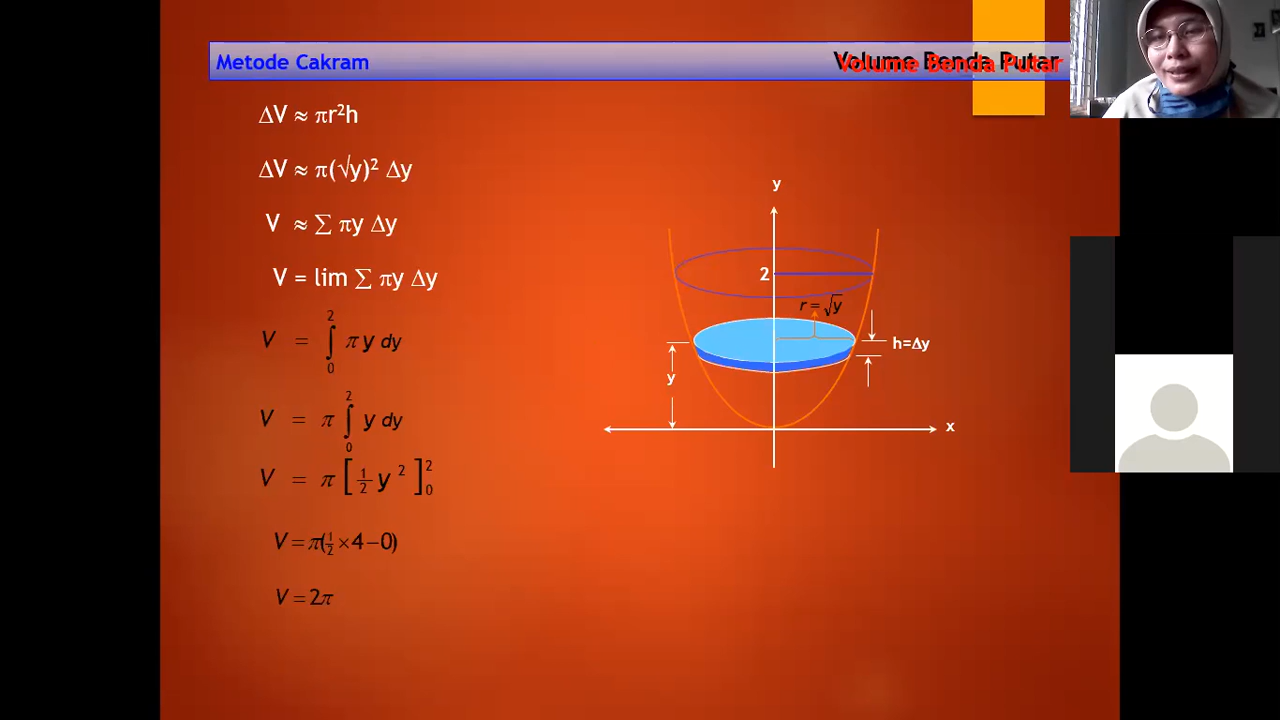 Metode Cakram
Volume Benda Putar
ΔV ≈ πr²h
ΔV ≈ π(√y)² Δy
V ≈ ∑ πy Δy
V = lim ∑ πy Δy
V = ∫₀² π y dy
V = π ∫₀² y dy
V = π [½ y²]₀²
V = π(½×4−0)
V = 2π
y
2
r = √y
h=Δy
y
x